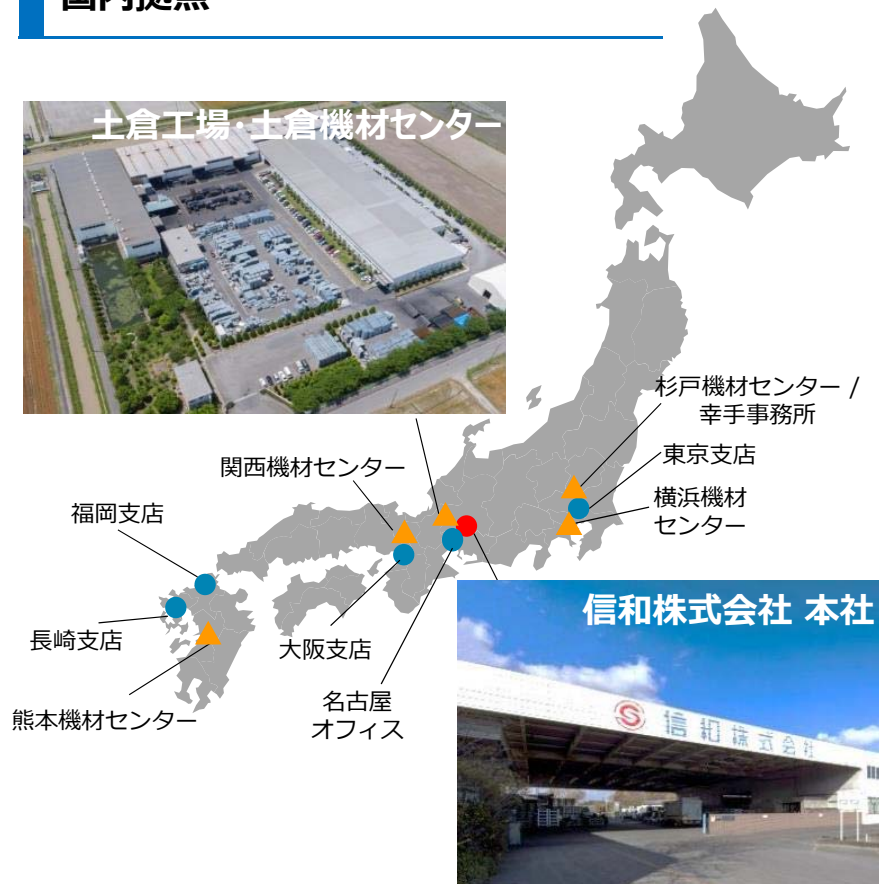 国内拠点
土倉工場・土倉機材センター
杉戸機材センター /
幸手事務所
東京支店
関西機材センター
横浜機材
センター
福岡支店
長崎支店
大阪支店
熊本機材センター
名古屋
オフィス
信和株式会社 本社
信和株式会社